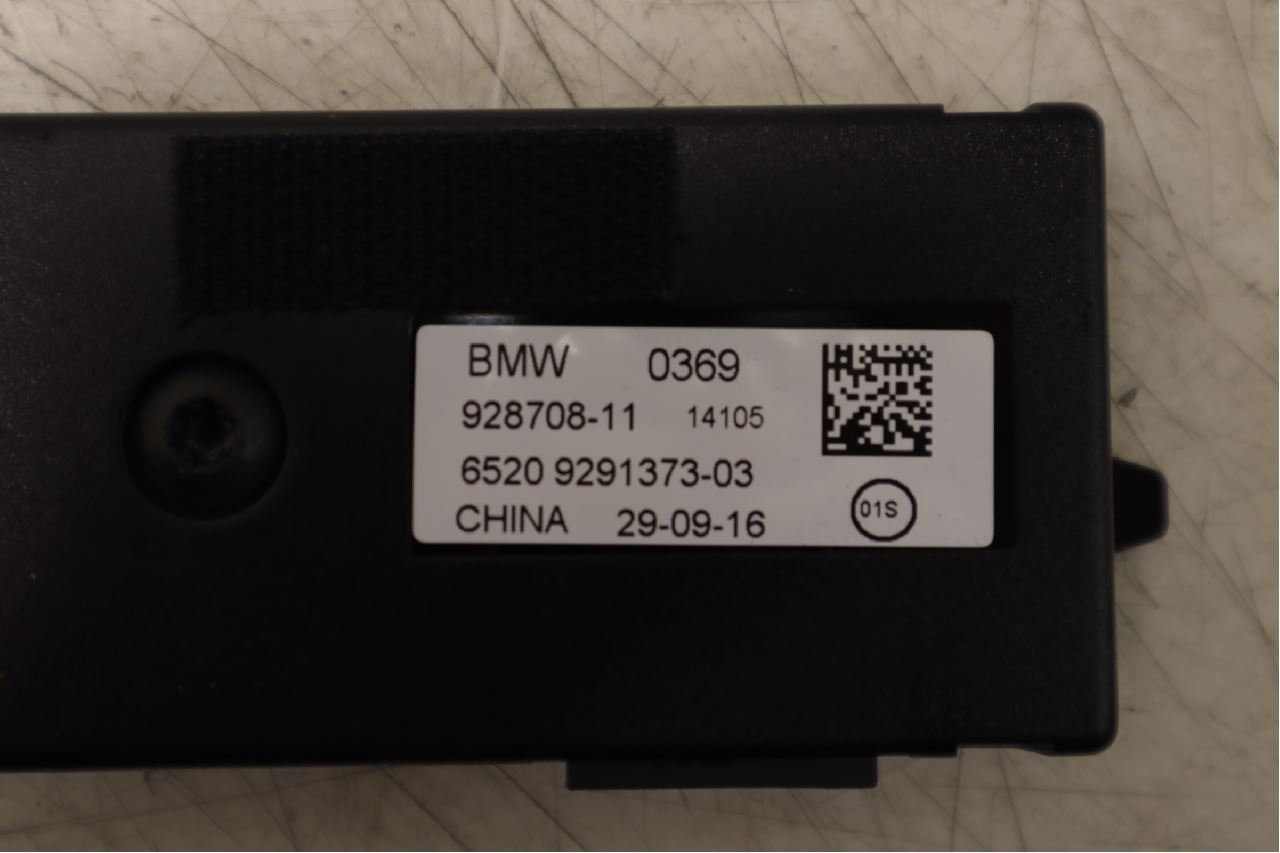 BMW 0369
928708-11 14105
6520 9291373-03
CHINA 29-09-16
01S